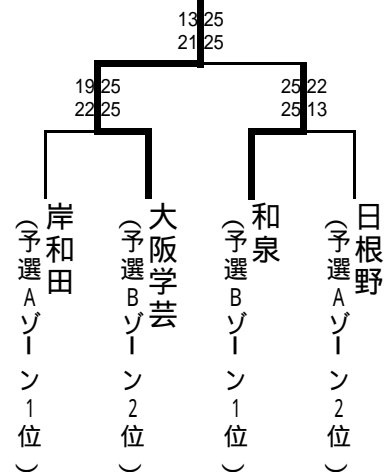 13 25
21 25
19 25
22 25
25 22
25 13
岸和田
(予選Aゾーン1位)
大阪学芸
(予選Bゾーン2位)
和泉
(予選Bゾーン1位)
日根野
(予選Aゾーン2位)